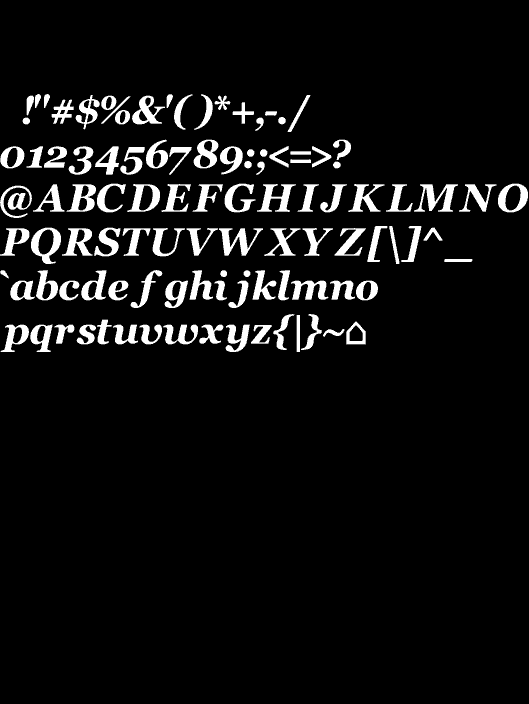 !"#$%&'()*+,-./
0123456789:;<=>?
@ABCDEFGHIJKLMNO
PQRSTUVWXYZ[\]^_
`abcdefghijklmno
pqrstuvwxyz{|}~⌂